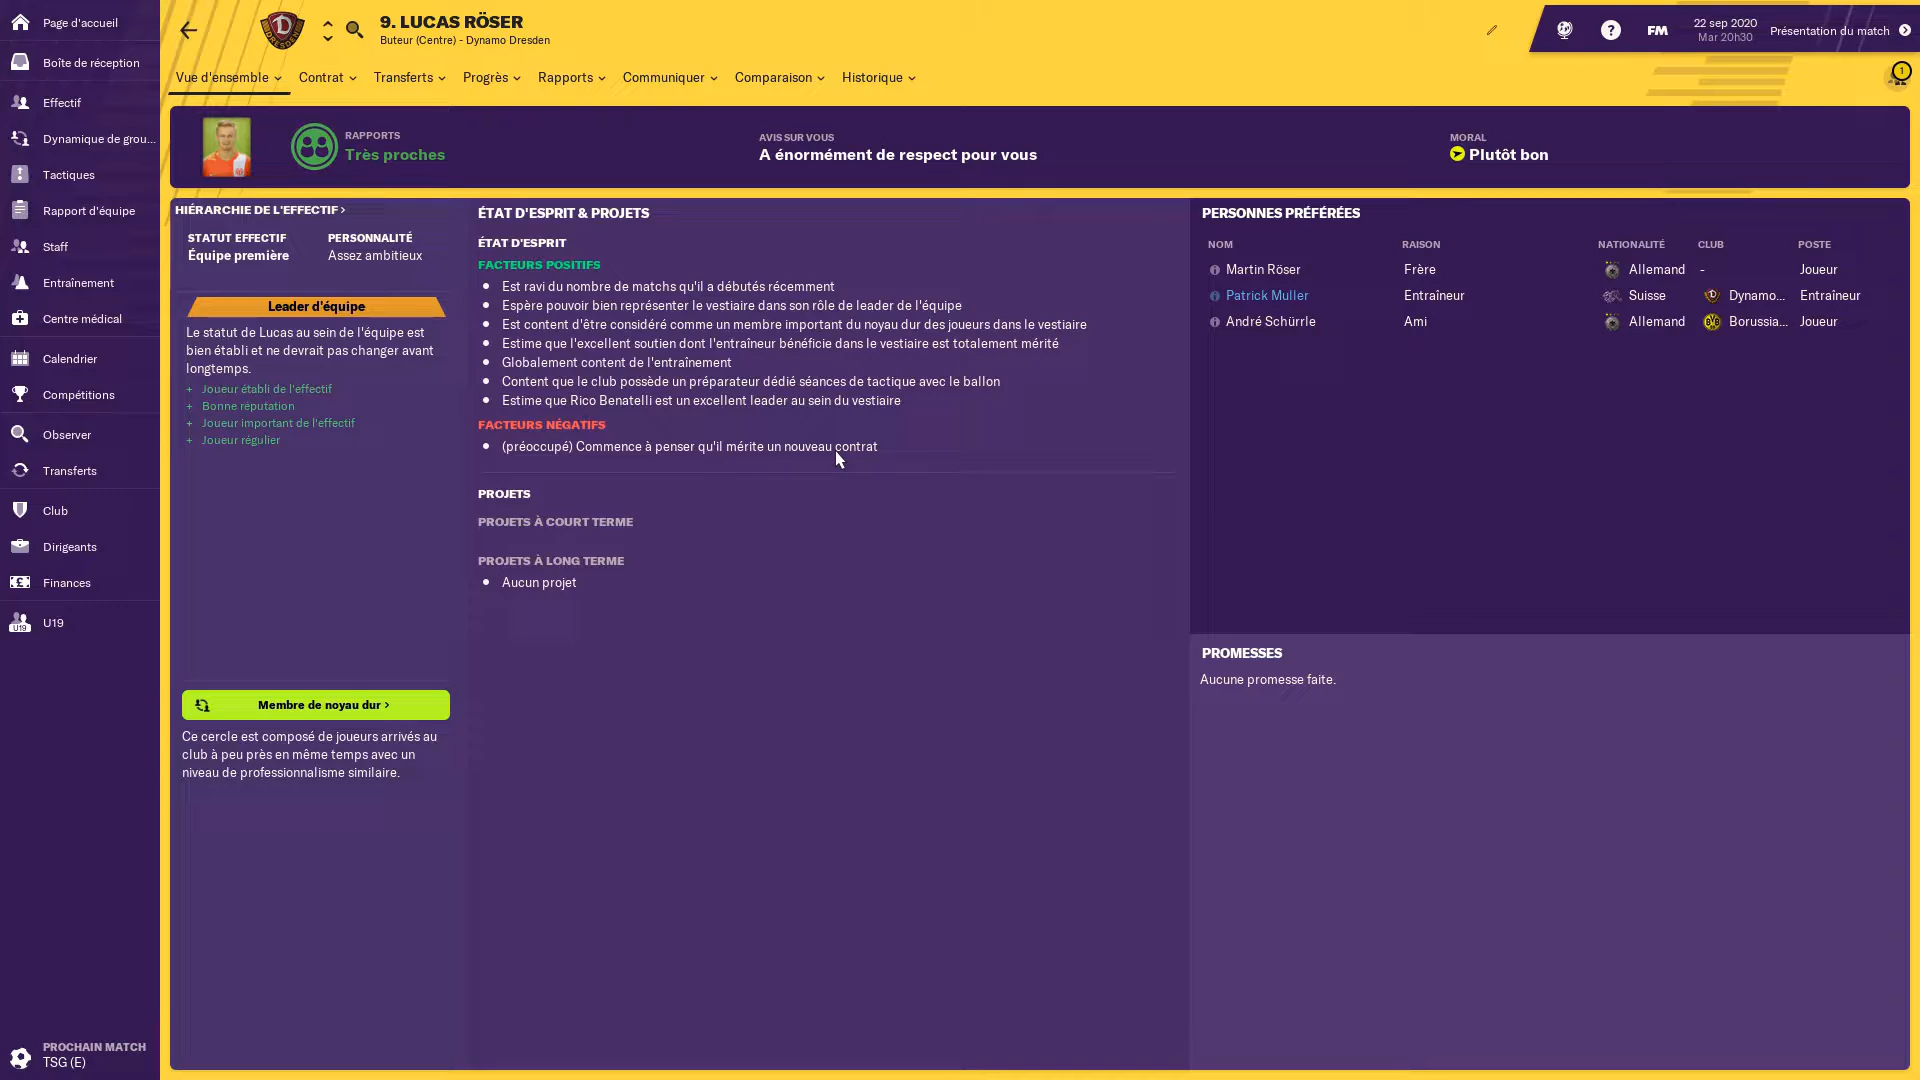 Page d'accueil
Boîte de réception
Effectif
Dynamique de grou...
Tactiques
Rapport d'équipe
Staff
Entraînement
Centre médical
Calendrier
Compétitions
Observer
Transferts
Club
Dirigeants
Finances
U19
U19
PROCHAIN MATCH
TSG (E)
9. LUCAS RÖSER
Buteur (Centre) - Dynamo Dresden
FM
22 sep 2020
Mar 20h30
Présentation du match
Vue d'ensemble
Contrat
Transferts
Progrès
Rapports
Communiquer
Comparaison
Historique
1
RAPPORTS
Très proches
AVIS SUR VOUS
A énormément de respect pour vous
MORAL
Plutôt bon
HIÉRARCHIE DE L'EFFECTIF >
STATUT EFFECTIF
Équipe première
PERSONNALITÉ
Assez ambitieux
Leader d'équipe
Le statut de Lucas au sein de l'équipe est
bien établi et ne devrait pas changer avant
longtemps.
+ Joueur établi de l'effectif
+ Bonne réputation
+ Joueur important de l'effectif
+ Joueur régulier
Membre de noyau dur >
Ce cercle est composé de joueurs arrivés au
club à peu près en même temps avec un
niveau de professionnalisme similaire.
ÉTAT D'ESPRIT & PROJETS
ÉTAT D'ESPRIT
FACTEURS POSITIFS
• Est ravi du nombre de matchs qu'il a débutés récemment
• Espère pouvoir bien représenter le vestiaire dans son rôle de leader de l'équipe
• Est content d'être considéré comme un membre important du noyau dur des joueurs dans le vestiaire
• Estime que l'excellent soutien dont l'entraîneur bénéficie dans le vestiaire est totalement mérité
• Globalement content de l'entraînement
• Content que le club possède un préparateur dédié séances de tactique avec le ballon
• Estime que Rico Benatelli est un excellent leader au sein du vestiaire
FACTEURS NÉGATIFS
• (préoccupé) Commence à penser qu'il mérite un nouveau contrat
PROJETS
PROJETS À COURT TERME
PROJETS À LONG TERME
• Aucun projet
PERSONNES PRÉFÉRÉES
NOM RAISON NATIONALITÉ CLUB POSTE
Martin Röser Frère Allemand - Joueur
Patrick Muller Entraîneur Suisse Dynamo... Entraîneur
André Schürrle Ami Allemand Borussia... Joueur
PROMESSES
Aucune promesse faite.